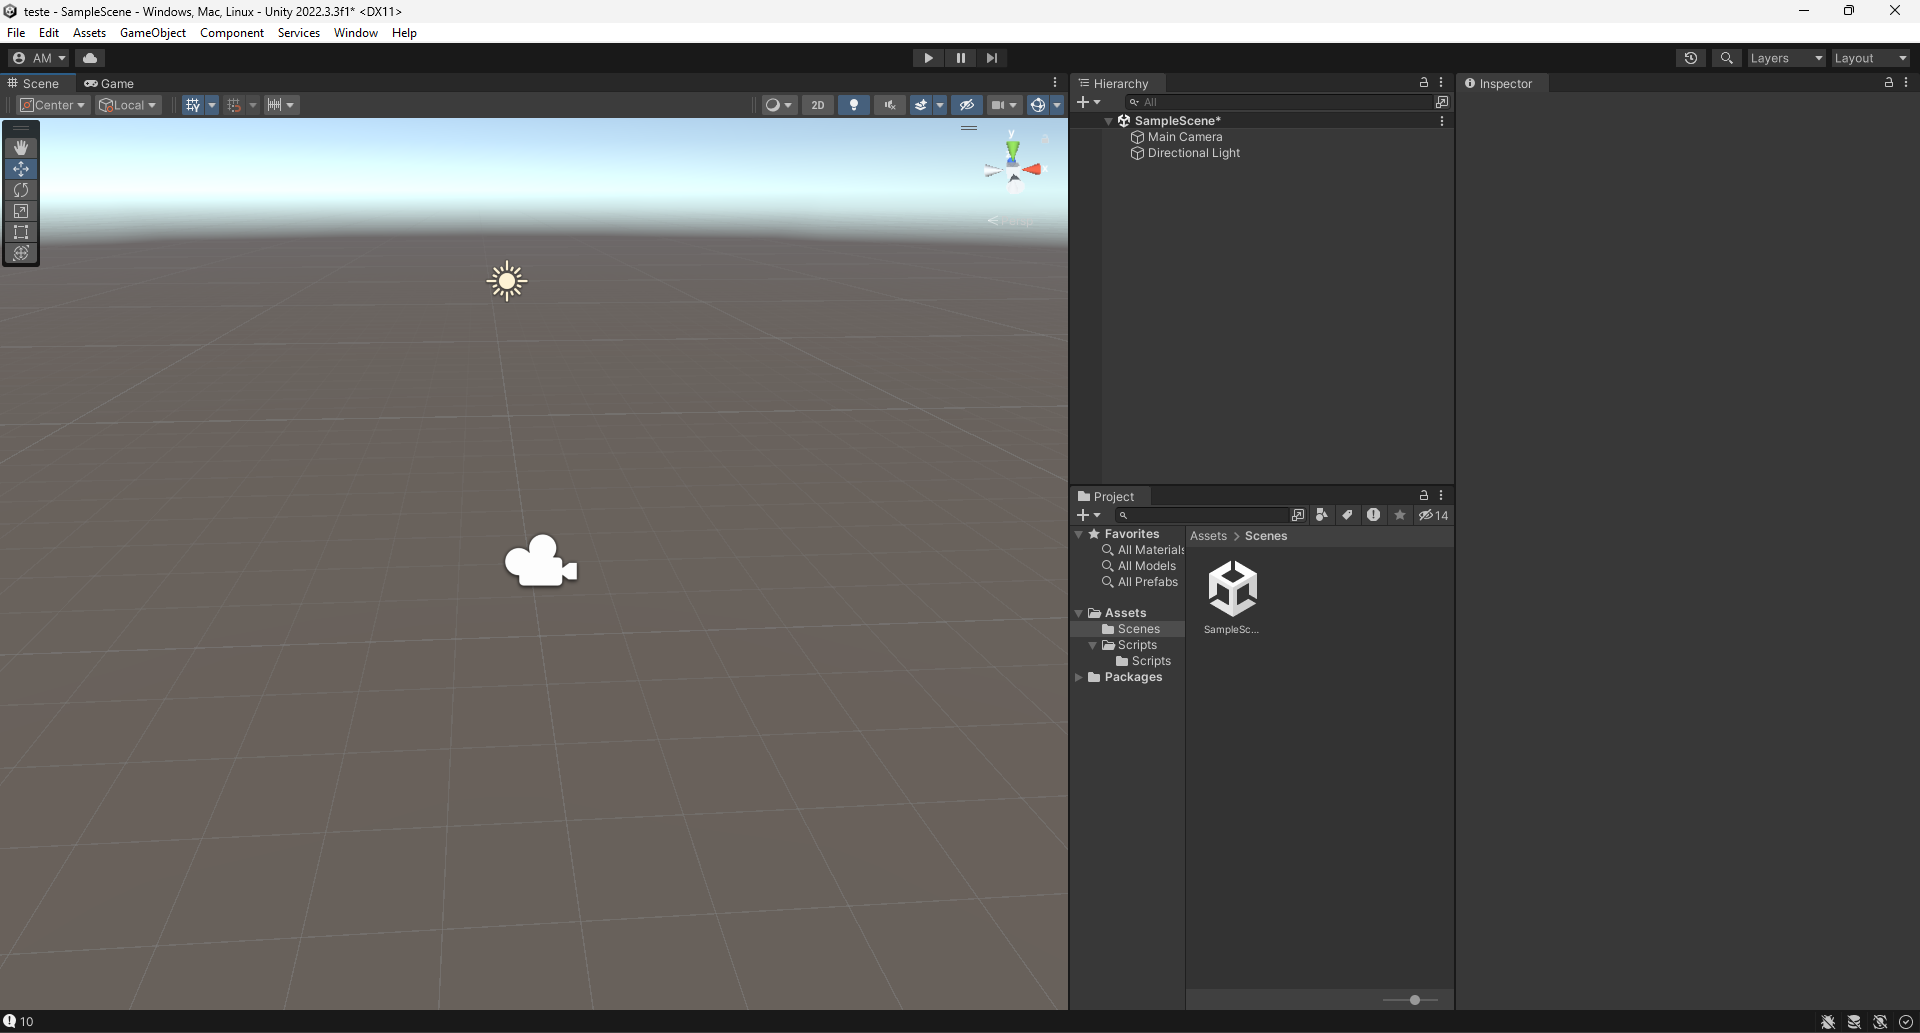 teste - SampleScene - Windows, Mac, Linux - Unity 2022.3.3f1* <DX11>
File Edit Assets GameObject Component Services Window Help
AM Layers Layout
Scene Game
Center Local 2D
y
x
Persp
Hierarchy
All
SampleScene*
Main Camera
Directional Light
Inspector
Project
14
Favorites
All Materials
All Models
All Prefabs
Assets
Scenes
Scripts
Scripts
Packages
Assets > Scenes
SampleSc...
10